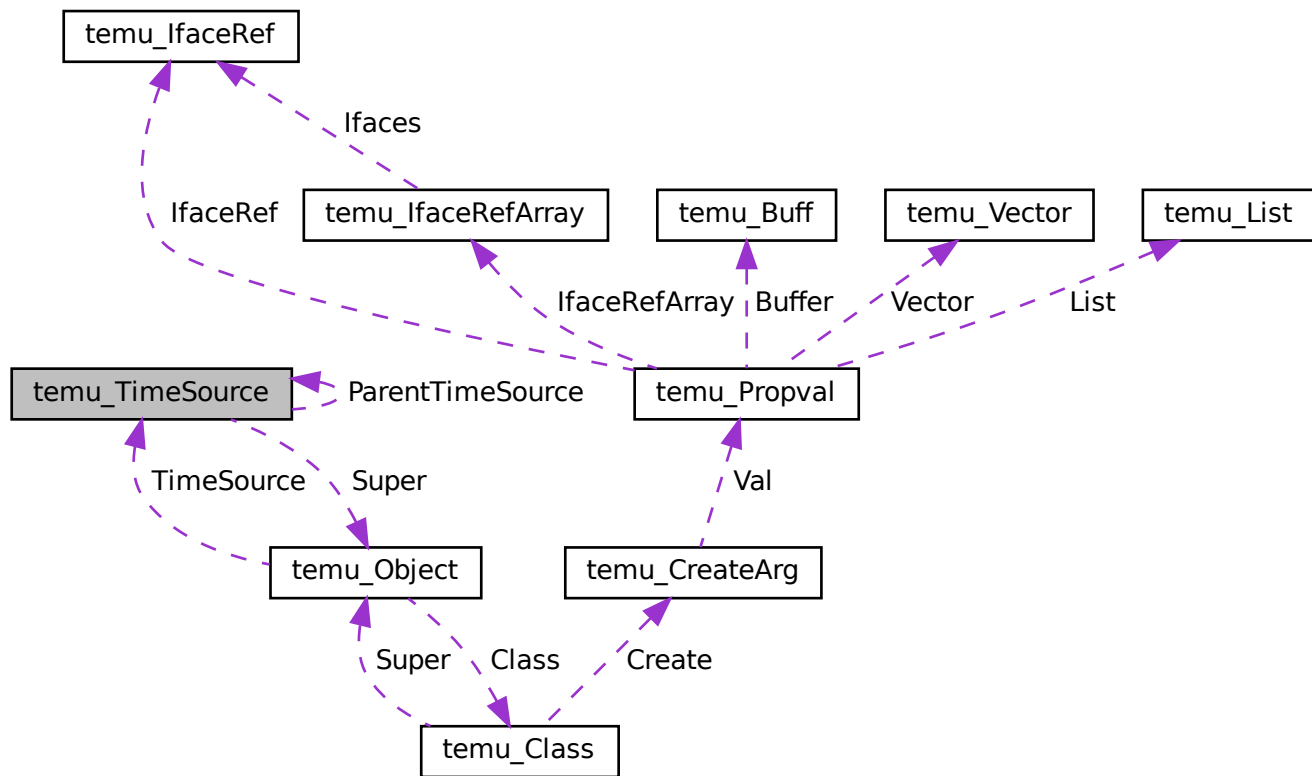 temu_IfaceRef
Ifaces
IfaceRef
temu_IfaceRefArray
temu_Buff
temu_Vector
temu_List
IfaceRefArray
Buffer
Vector
List
temu_TimeSource
ParentTimeSource
temu_Propval
TimeSource
Super
Val
temu_Object
temu_CreateArg
Super
Class
Create
temu_Class